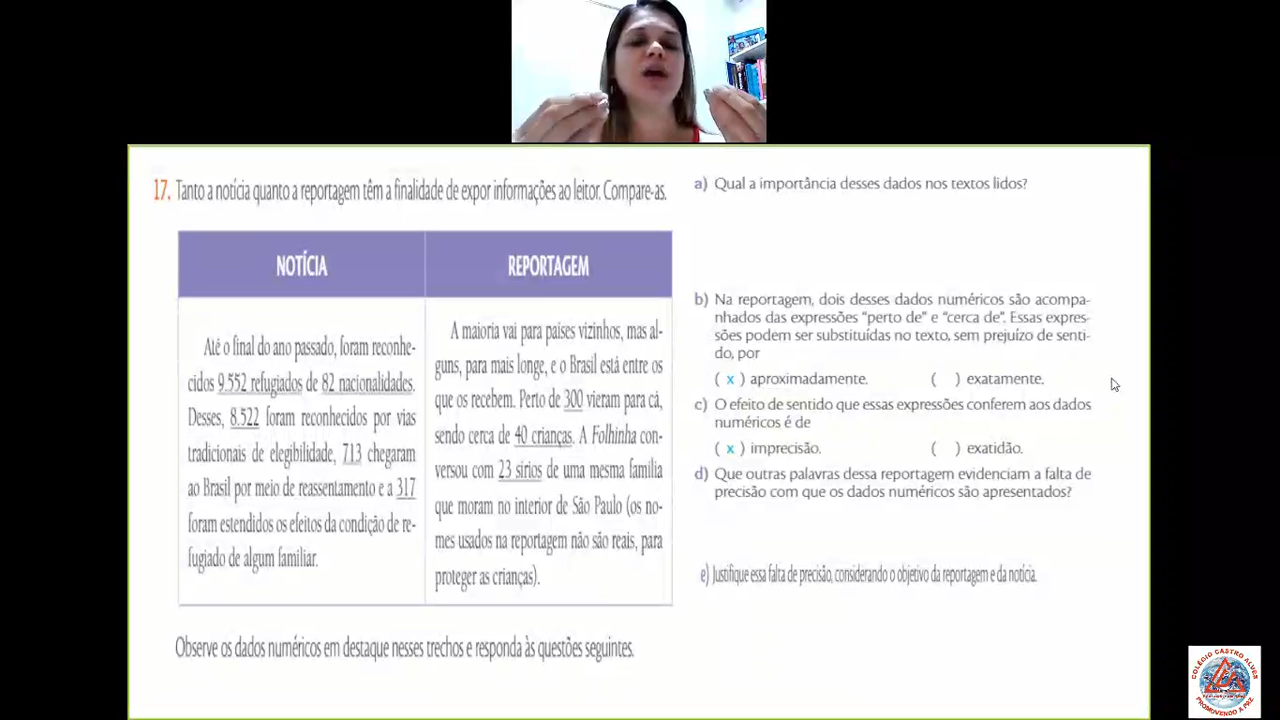 17. Tanto a notícia quanto a reportagem têm a finalidade de expor informações ao leitor. Compare-as.
NOTÍCIA
Até o final do ano passado, foram reconhe-
cidos 9.552 refugiados de 82 nacionalidades.
Desses, 8.522 foram reconhecidos por vias
tradicionais de elegibilidade, 713 chegaram
ao Brasil por meio de reassentamento e a 317
foram estendidos os efeitos da condição de re-
fugiado de algum familiar.
REPORTAGEM
A maioria vai para países vizinhos, mas al-
guns, para mais longe, e o Brasil está entre os
que os recebem. Perto de 300 vieram para cá,
sendo cerca de 40 crianças. A Folhinha con-
versou com 23 sírios de uma mesma família
que moram no interior de São Paulo (os no-
mes usados na reportagem não são reais, para
proteger as crianças).
Observe os dados numéricos em destaque nesses trechos e responda às questões seguintes.
a) Qual a importância desses dados nos textos lidos?
b) Na reportagem, dois desses dados numéricos são acompa-
nhados das expressões “perto de” e “cerca de”. Essas expres-
sões podem ser substituídas no texto, sem prejuízo de senti-
do, por
( x ) aproximadamente. ( ) exatamente.
c) O efeito de sentido que essas expressões conferem aos dados
numéricos é de
( x ) imprecisão. ( ) exatidão.
d) Que outras palavras dessa reportagem evidenciam a falta de
precisão com que os dados numéricos são apresentados?
e) Justifique essa falta de precisão, considerando o objetivo da reportagem e da notícia.
COLÉGIO CASTRO ALVES
PROMOVENDO A PAZ